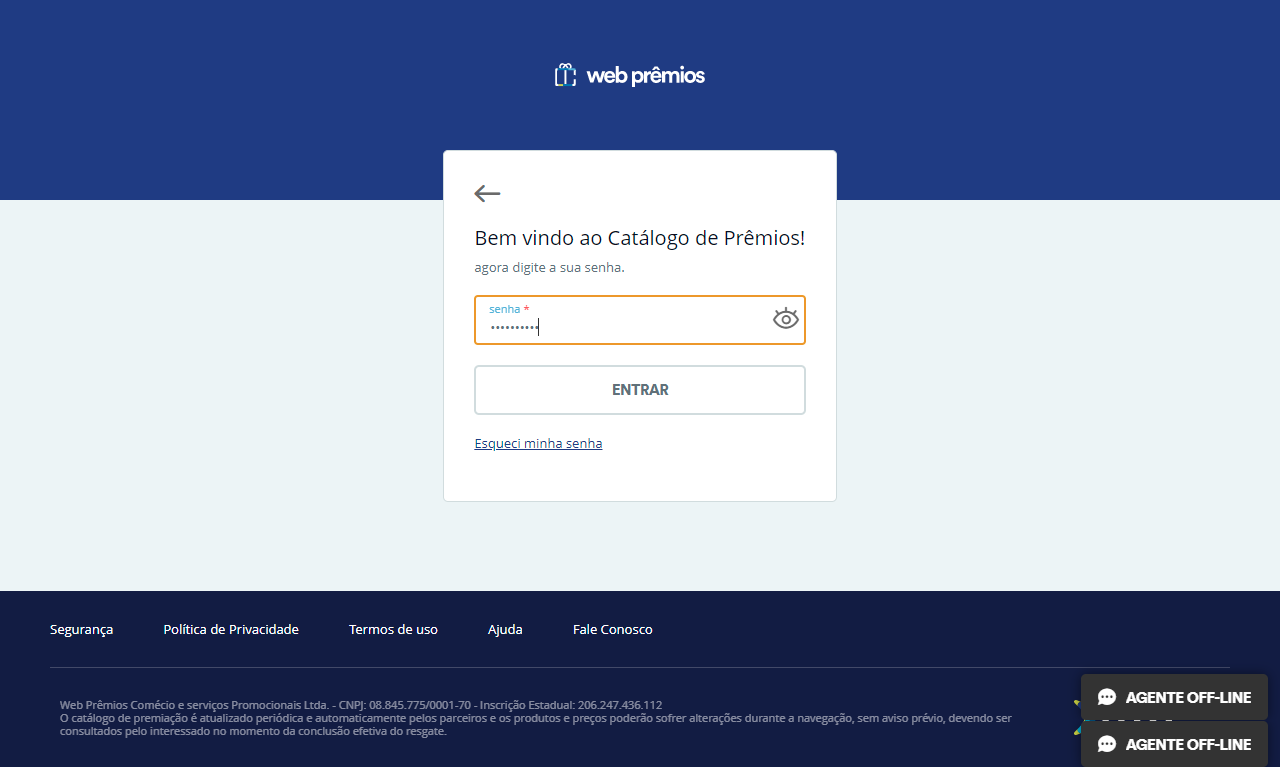 web prêmios
Bem vindo ao Catálogo de Prêmios!
agora digite a sua senha.
senha *
ENTRAR
Esqueci minha senha
Segurança
Política de Privacidade
Termos de uso
Ajuda
Fale Conosco
Web Prêmios Comécio e serviços Promocionais Ltda. - CNPJ: 08.845.775/0001-70 - Inscrição Estadual: 206.247.436.112
O catálogo de premiação é atualizado periódica e automaticamente pelos parceiros e os produtos e preços poderão sofrer alterações durante a navegação, sem aviso prévio, devendo ser
consultados pelo interessado no momento da conclusão efetiva do resgate.
AGENTE OFF-LINE
AGENTE OFF-LINE